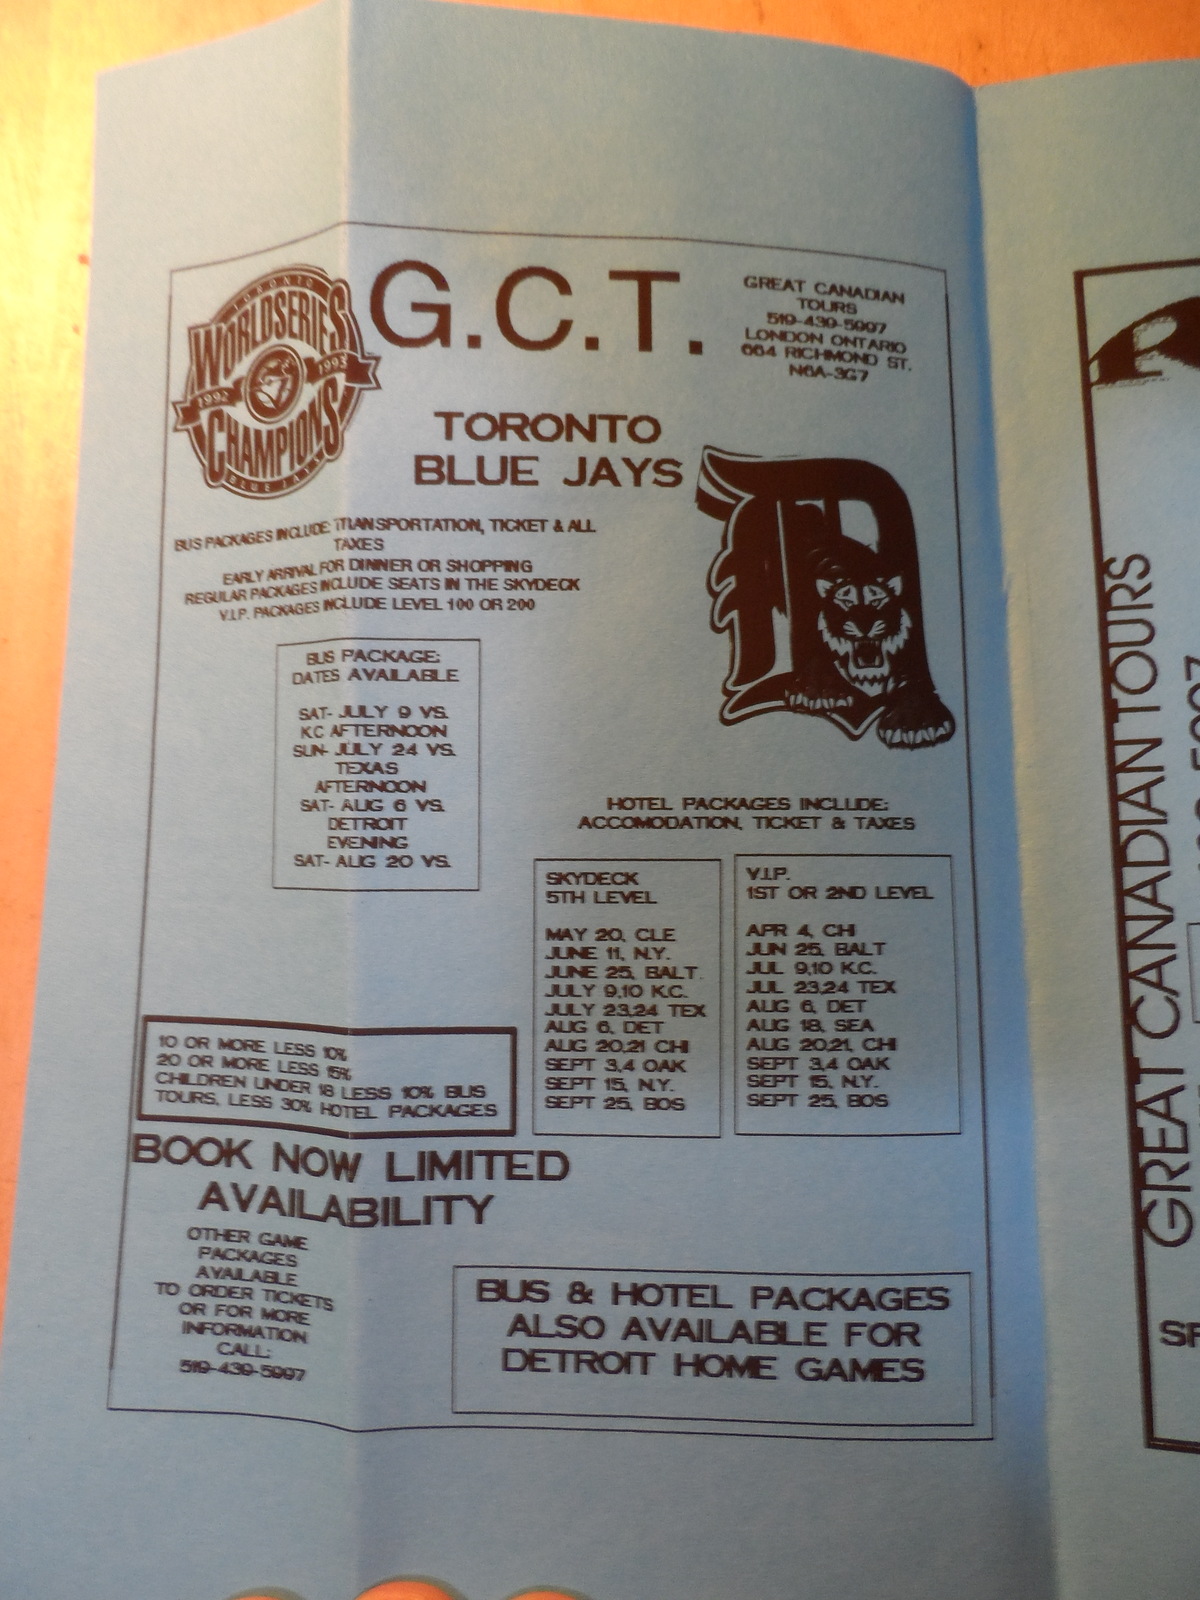 TORONTO
WORLD SERIES
1992 1993
CHAMPIONS
BLUE JAYS
G.C.T.
GREAT CANADIAN
TOURS
519-439-5997
LONDON ONTARIO
664 RICHMOND ST.
N6A-3G7
TORONTO
BLUE JAYS
D
BUS PACKAGES INCLUDE: TRANSPORTATION, TICKET & ALL
TAXES
EARLY ARRIVAL FOR DINNER OR SHOPPING
REGULAR PACKAGES INCLUDE SEATS IN THE SKYDECK
V.I.P. PACKAGES INCLUDE LEVEL 100 OR 200
BUS PACKAGE:
DATES AVAILABLE
SAT- JULY 9 VS.
KC AFTERNOON
SUN- JULY 24 VS.
TEXAS
AFTERNOON
SAT- AUG 6 VS.
DETROIT
EVENING
SAT- AUG 20 VS.
HOTEL PACKAGES INCLUDE:
ACCOMODATION, TICKET & TAXES
SKYDECK
5TH LEVEL
MAY 20, CLE
JUNE 11, N.Y.
JUNE 25, BALT.
JULY 9,10 K.C.
JULY 23,24 TEX
AUG 6, DET
AUG 20,21 CHI
SEPT 3,4 OAK
SEPT 15, N.Y.
SEPT 25, BOS
V.I.P.
1ST OR 2ND LEVEL
APR 4, CHI
JUN 25, BALT
JUL 9,10 K.C.
JUL 23,24 TEX
AUG 6, DET
AUG 18, SEA
AUG 20,21, CHI
SEPT 3,4 OAK
SEPT 15, N.Y.
SEPT 25, BOS
10 OR MORE LESS 10%
20 OR MORE LESS 15%
CHILDREN UNDER 18 LESS 10% BUS
TOURS, LESS 30% HOTEL PACKAGES
BOOK NOW LIMITED
AVAILABILITY
OTHER GAME
PACKAGES
AVAILABLE
TO ORDER TICKETS
OR FOR MORE
INFORMATION
CALL:
519-439-5997
BUS & HOTEL PACKAGES
ALSO AVAILABLE FOR
DETROIT HOME GAMES
GREAT CANADIAN TOURS